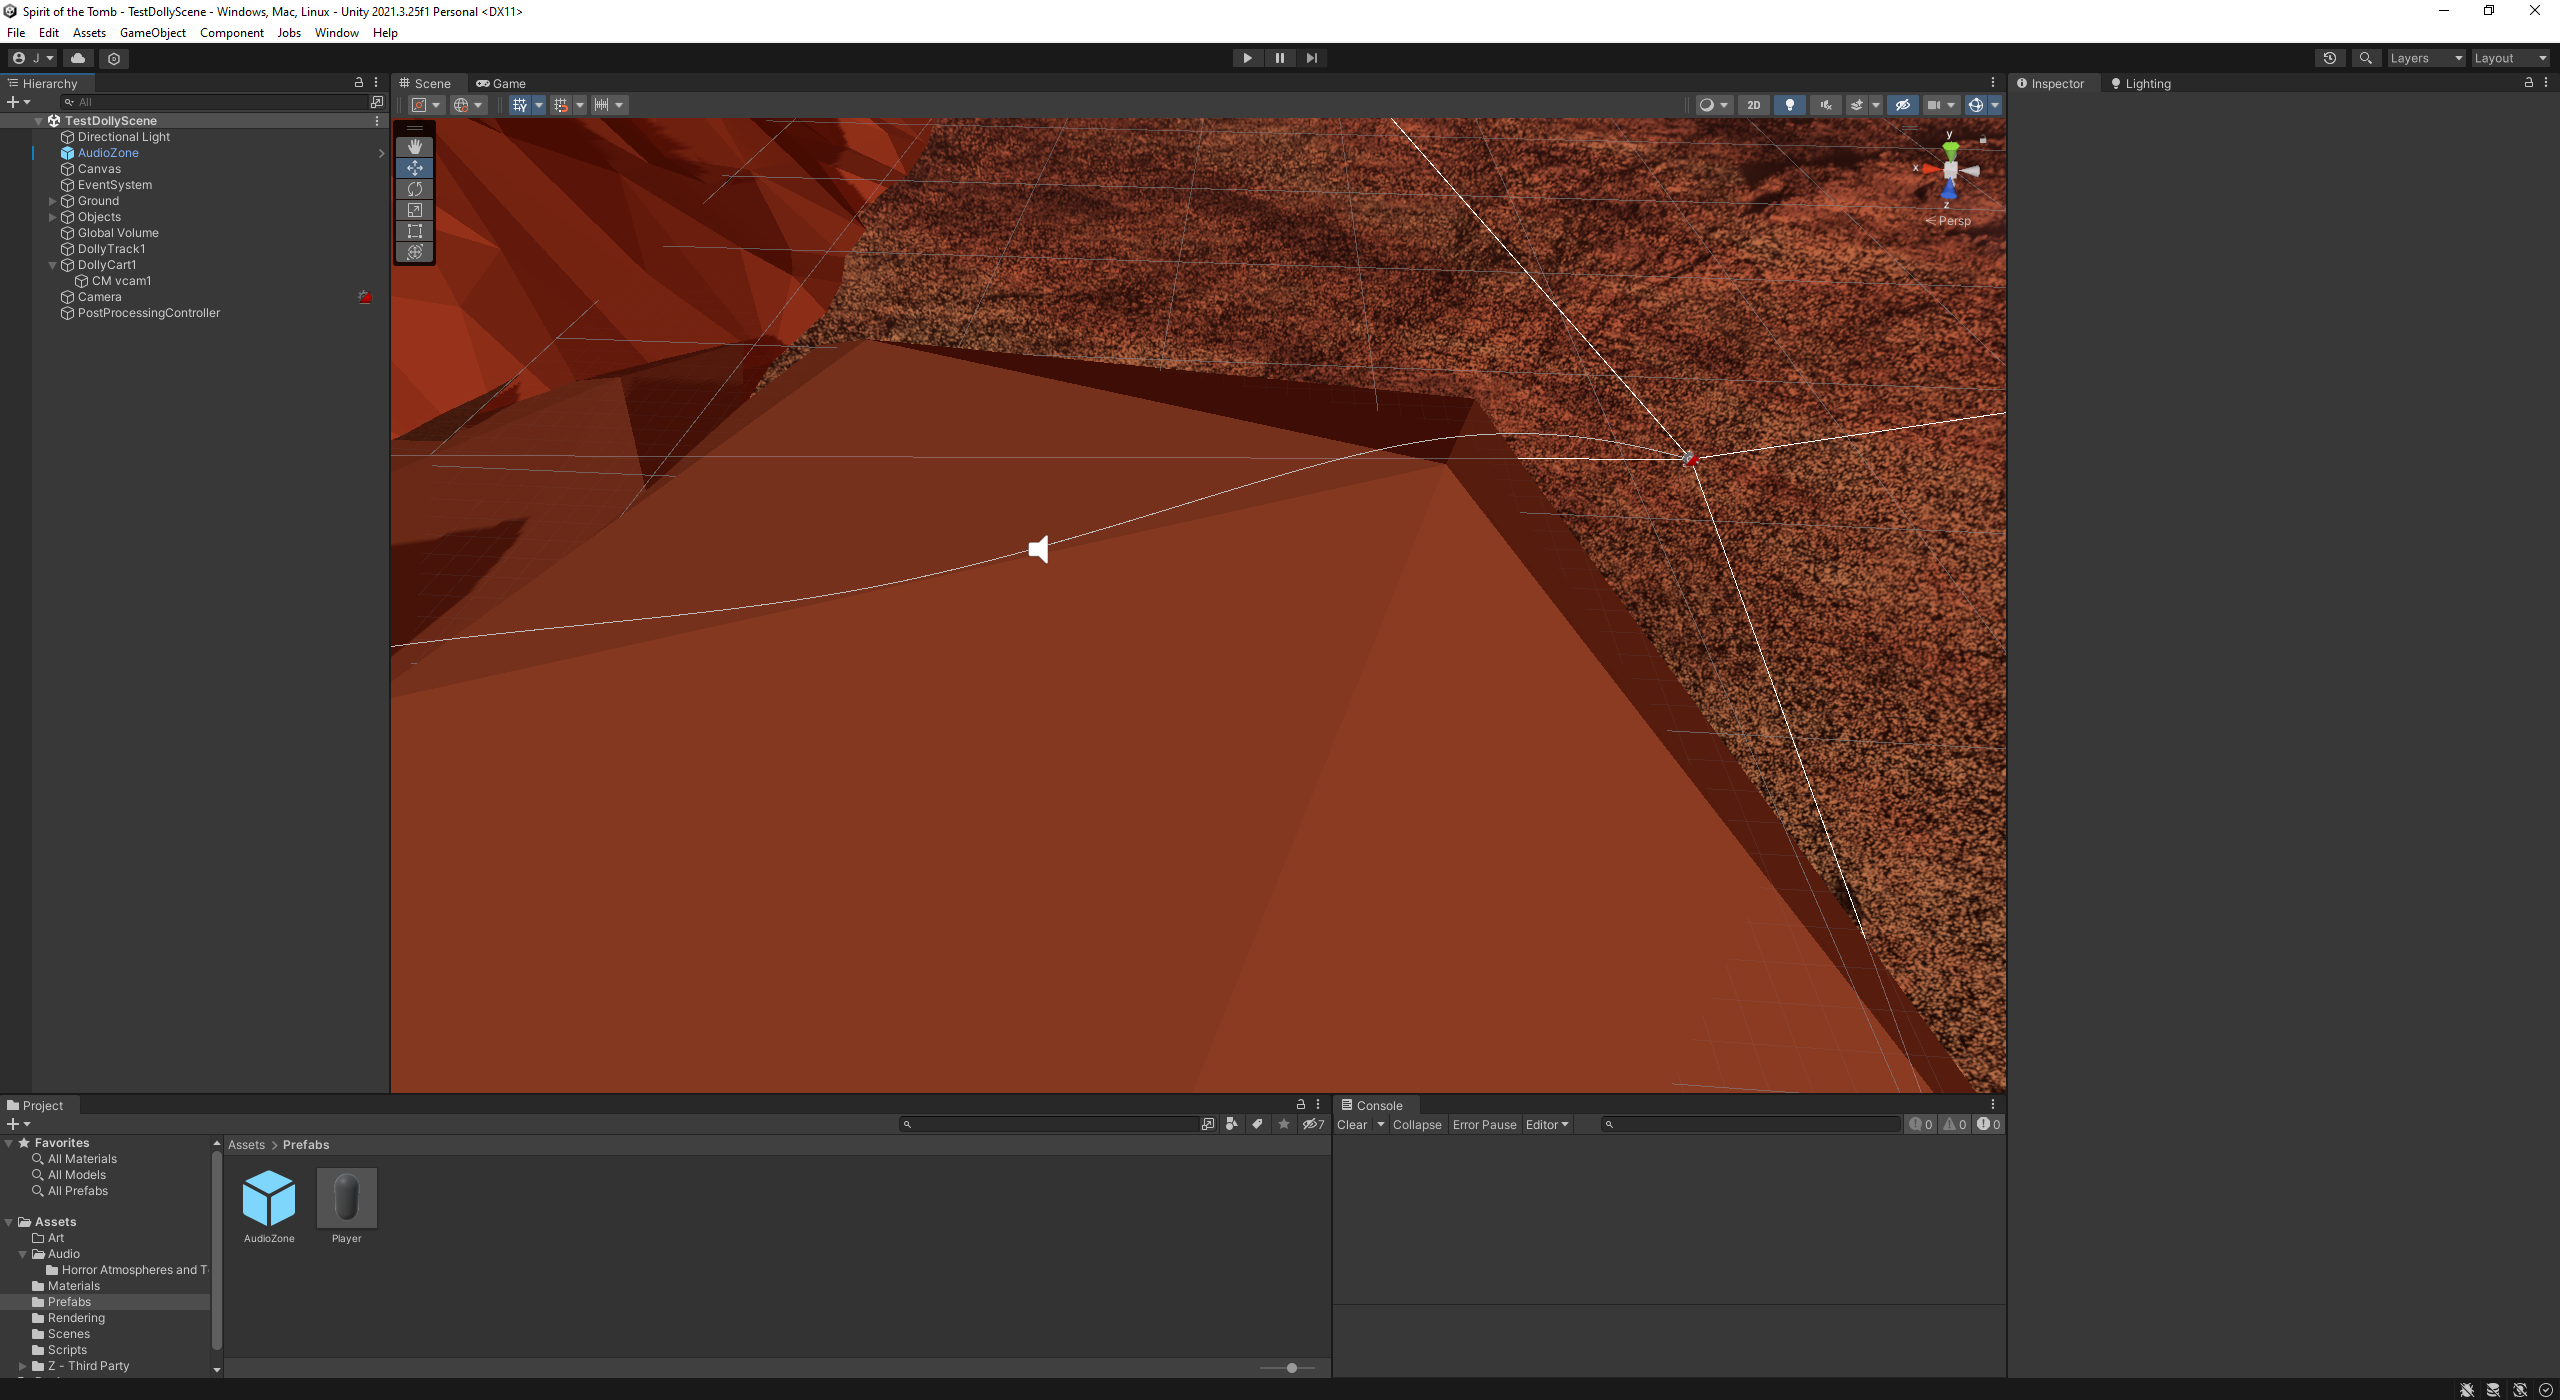 Spirit of the Tomb - TestDollyScene - Windows, Mac, Linux - Unity 2021.3.25f1 Personal <DX11>
File Edit Assets GameObject Component Jobs Window Help
J
Layers
Layout
Hierarchy
All
TestDollyScene
Directional Light
AudioZone
Canvas
EventSystem
Ground
Objects
Global Volume
DollyTrack1
DollyCart1
CM vcam1
Camera
PostProcessingController
Scene
Game
2D
y
x
z
Persp
Inspector
Lighting
Project
7
Favorites
All Materials
All Models
All Prefabs
Assets
Art
Audio
Horror Atmospheres and T
Materials
Prefabs
Rendering
Scenes
Scripts
Z - Third Party
Assets > Prefabs
AudioZone
Player
Console
Clear Collapse Error Pause Editor
0 0 0